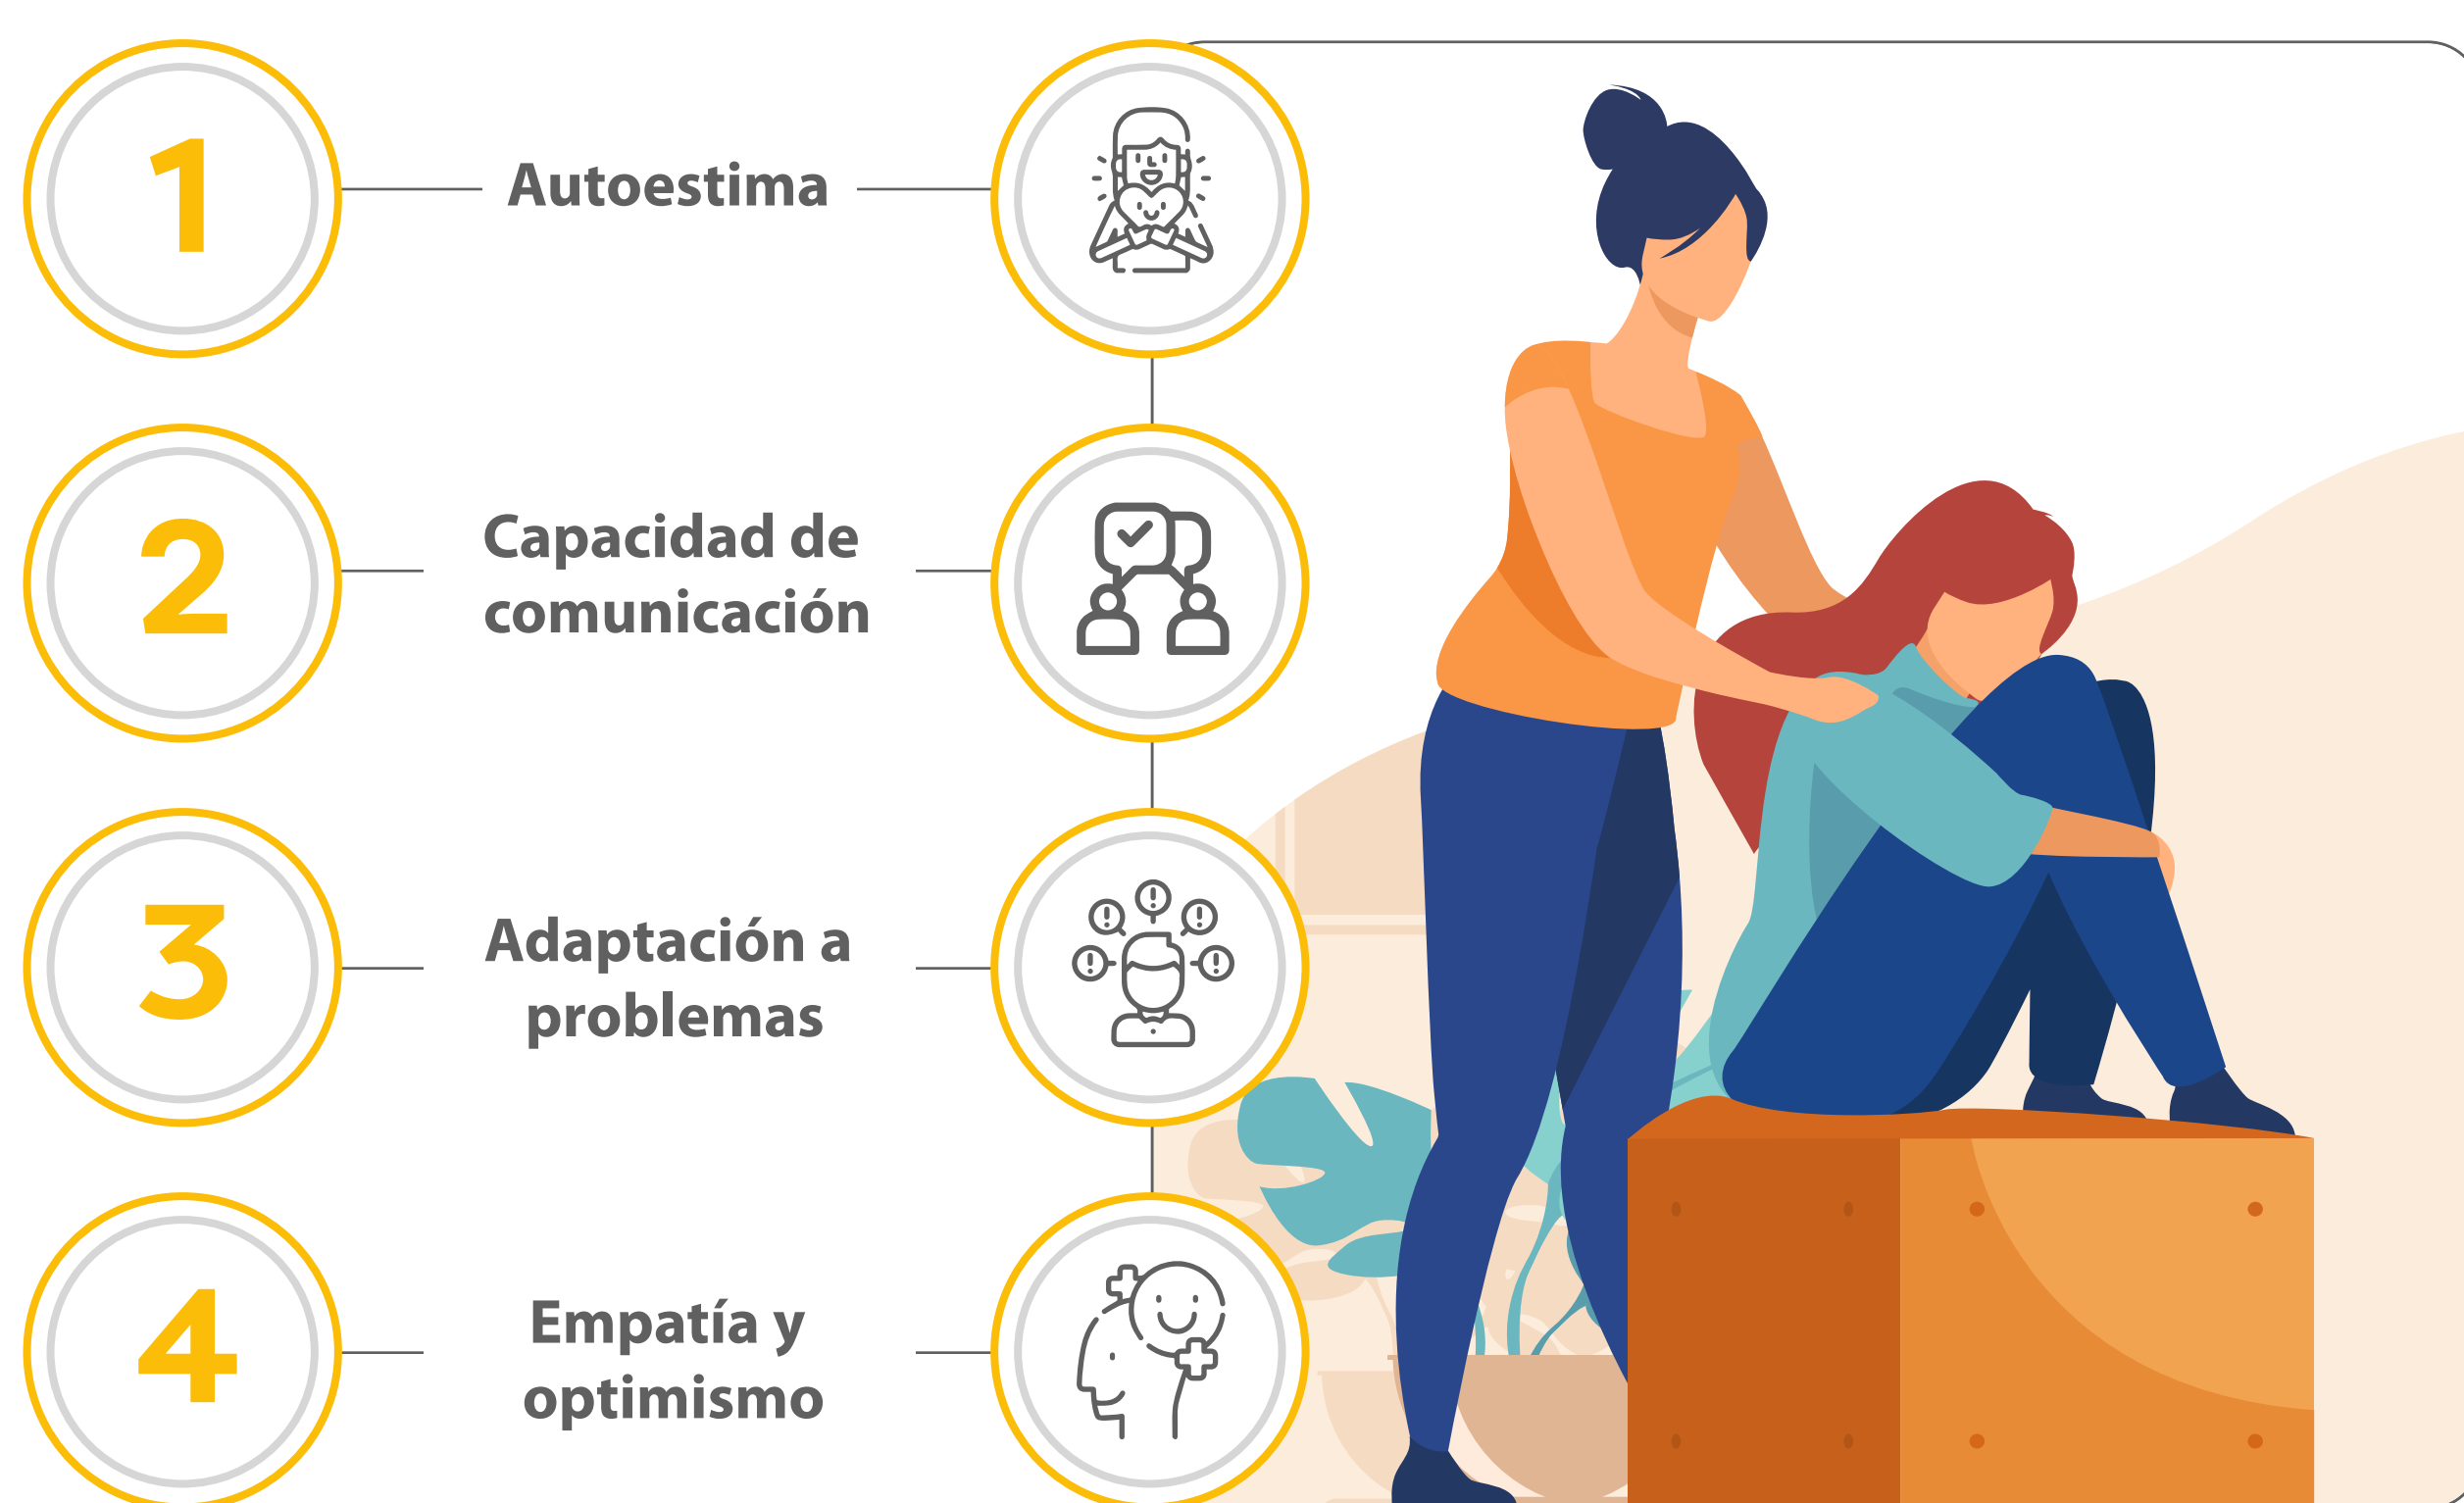 1
Autoestima
2
Capacidad de
comunicación
3
Adaptación a
problemas
4
Empatía y
optimismo